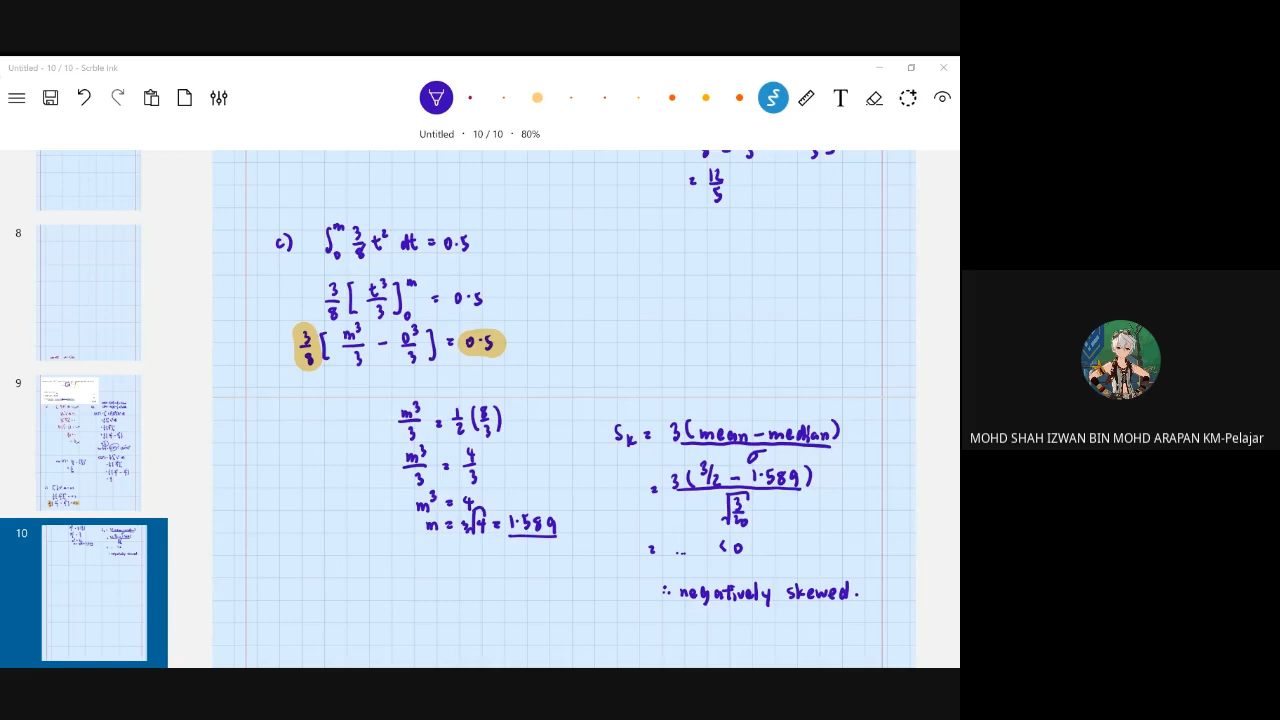 Untitled - 10 / 10 - Scrble Ink
Untitled • 10 / 10 • 80%
= 12/5
c) ∫₀ᵐ 3/8 t² dt = 0.5
3/8 [ t³/3 ]₀ᵐ = 0.5
3/8 [ m³/3 - 0³/3 ] = 0.5
m³/3 = 1/2 (8/3)
m³/3 = 4/3
m³ = 4
m = ³√4 = 1.589
Sₖ = 3(mean - median)/σ
= 3(3/2 - 1.589)/√(3/20)
= ... < 0
∴ negatively skewed.
8
9
10
MOHD SHAH IZWAN BIN MOHD ARAPAN KM-Pelajar